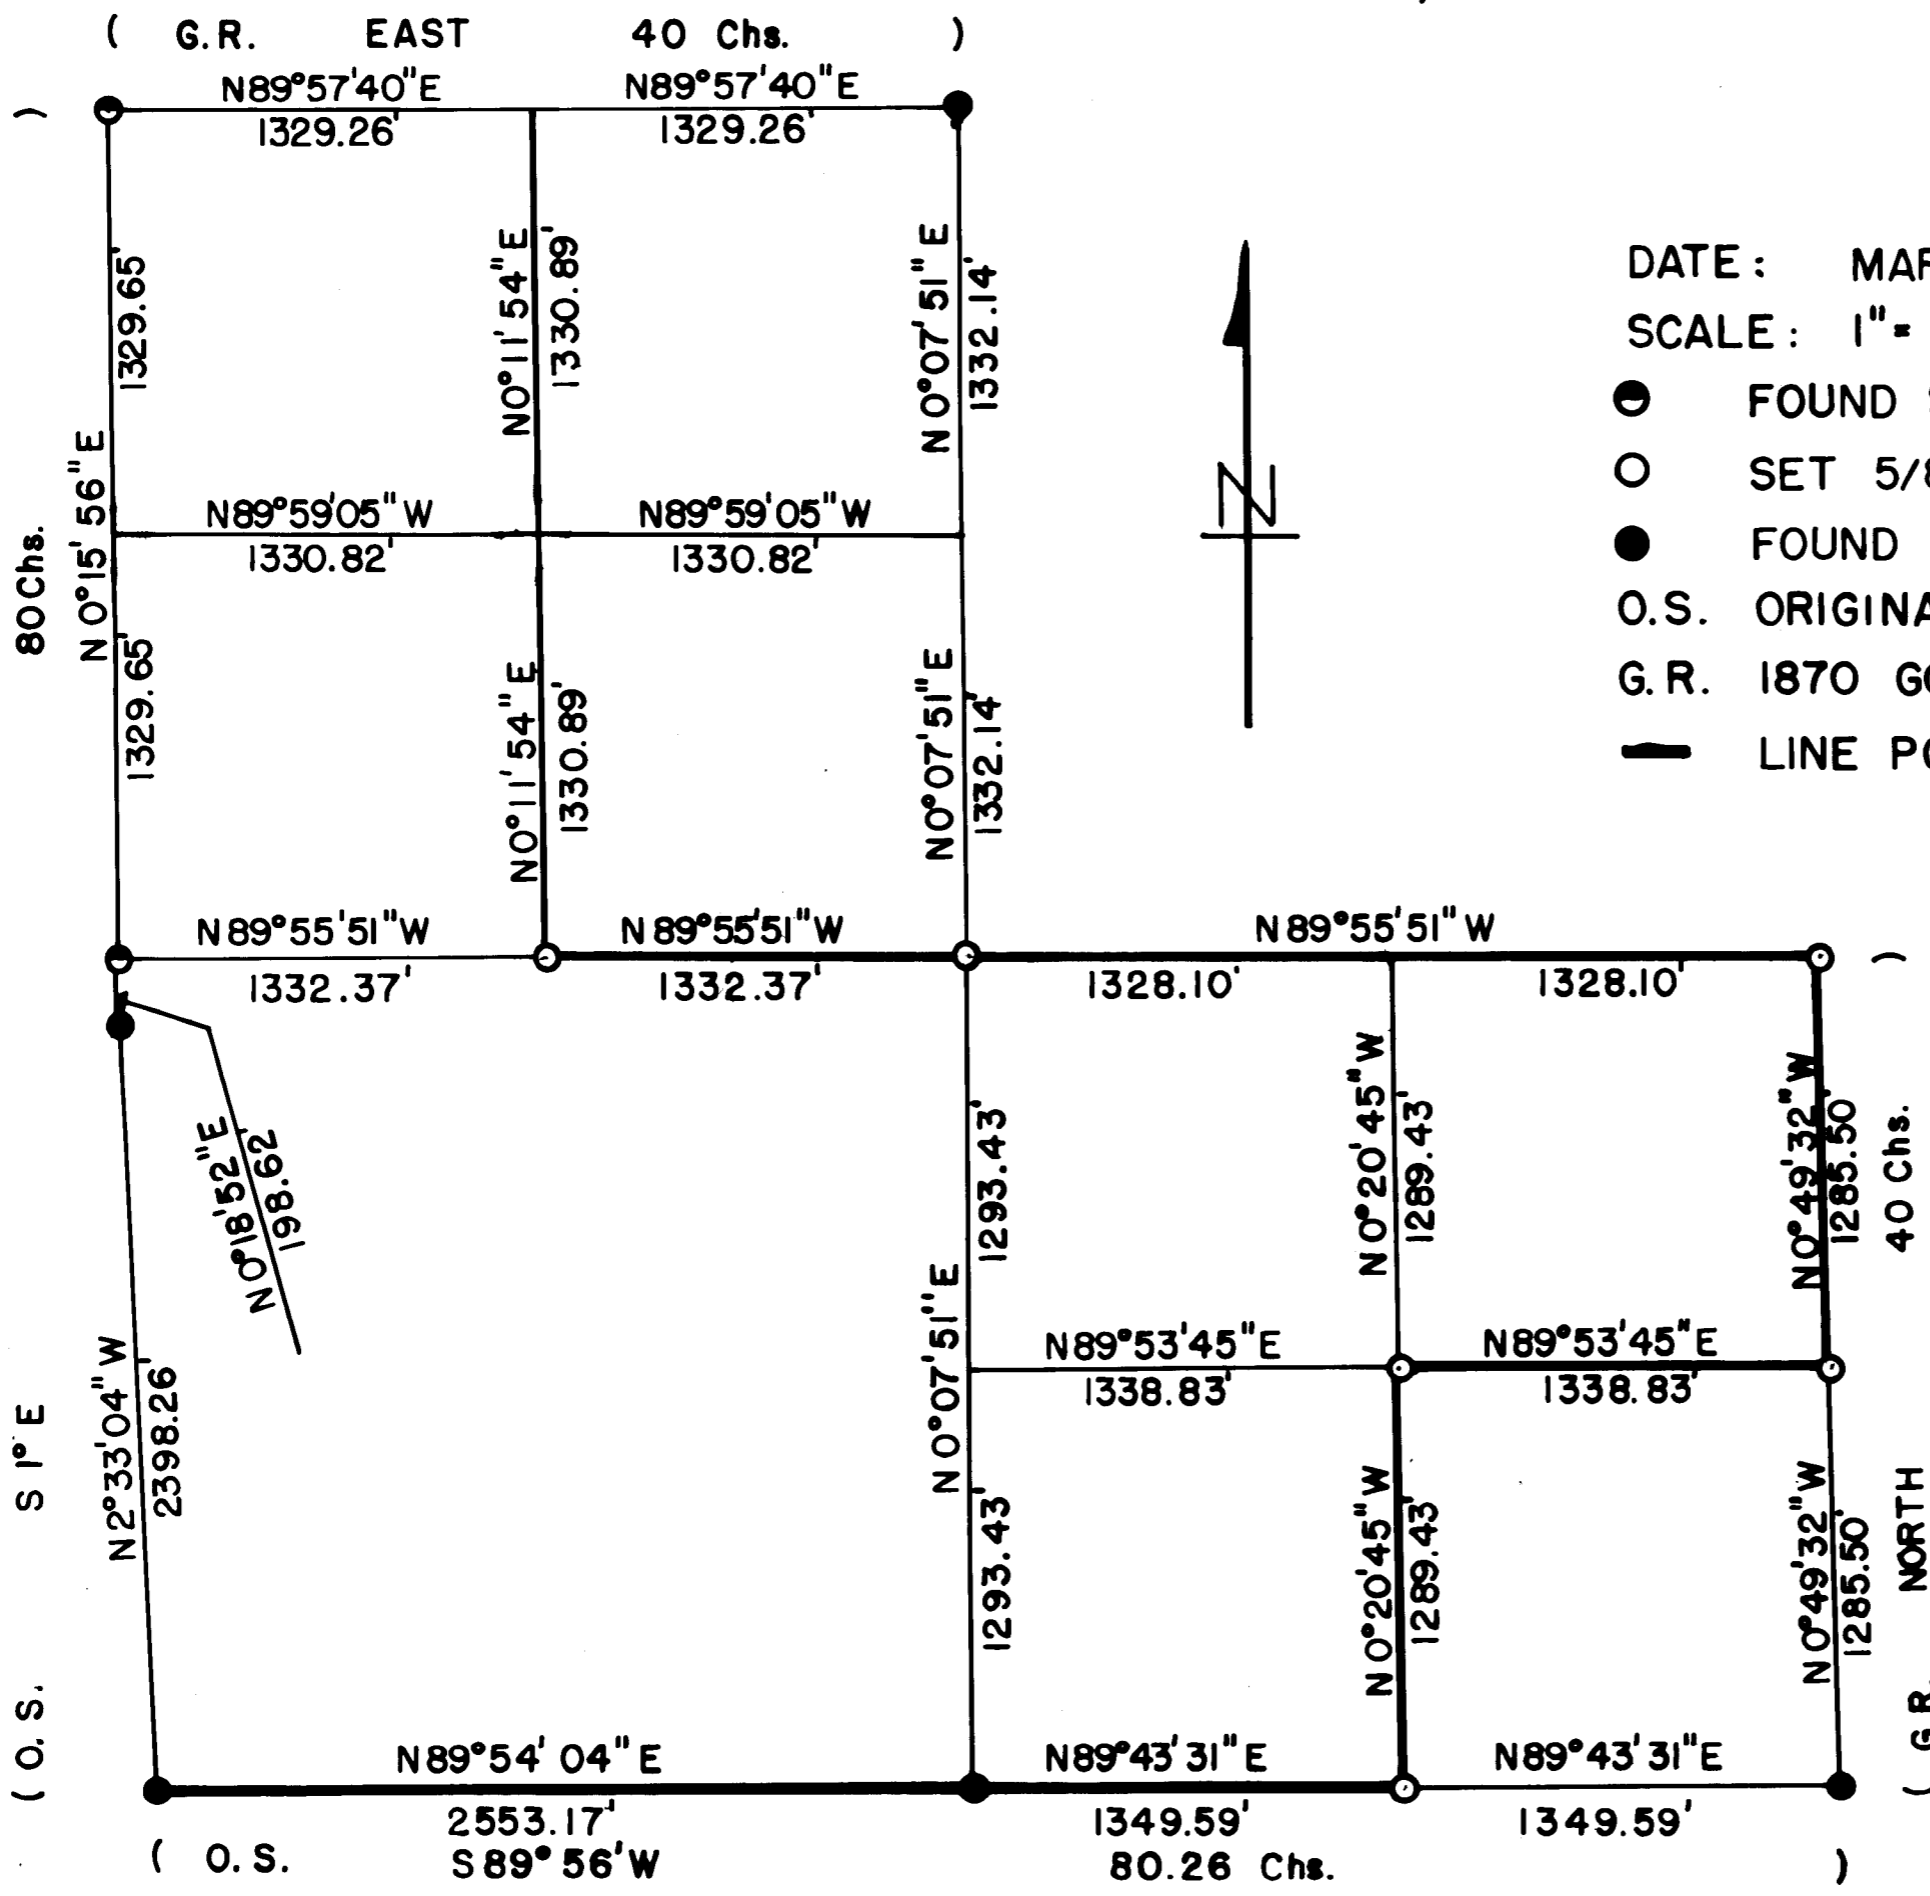 ( G.R. EAST 40 Chs. )
N89°57'40"E N89°57'40"E
1329.26' 1329.26'
1329.65'
N0°11'54"E
1330.89'
N0°07'51"E
1332.14'
DATE: MAR
SCALE: 1"=
FOUND
SET 5/8
FOUND
O.S. ORIGINA
G.R. 1870 GO
LINE PO
N
80Chs. )
N0°15'56"E
N89°59'05"W N89°59'05"W
1330.82' 1330.82'
1329.65'
N0°11'54"E
1330.89'
N0°07'51"E
1332.14'
N89°55'51"W N89°55'51"W N89°55'51"W
1332.37' 1332.37' 1328.10' 1328.10'
N0°18'52"E
198.62'
1293.43'
N0°20'45"W
1289.43'
N0°49'32"W
1285.50'
40 Chs. )
N0°07'51"E
N89°53'45"E N89°53'45"E
1338.83' 1338.83'
N2°33'04"W
2398.26'
( O.S. S1°E
1293.43'
N0°20'45"W
1289.43'
N0°49'32"W
1285.50'
( G.R. NORTH
N89°54'04"E N89°43'31"E N89°43'31"E
2553.17' 1349.59' 1349.59'
( O.S. S89°56'W 80.26 Chs. )